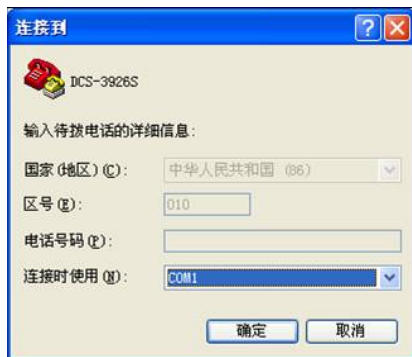 连接到
DCS-3926S
输入待拨电话的详细信息:
国家(地区)(C): 中华人民共和国 (86)
区号(E): 010
电话号码(P):
连接时使用(N): COM1
确定 取消